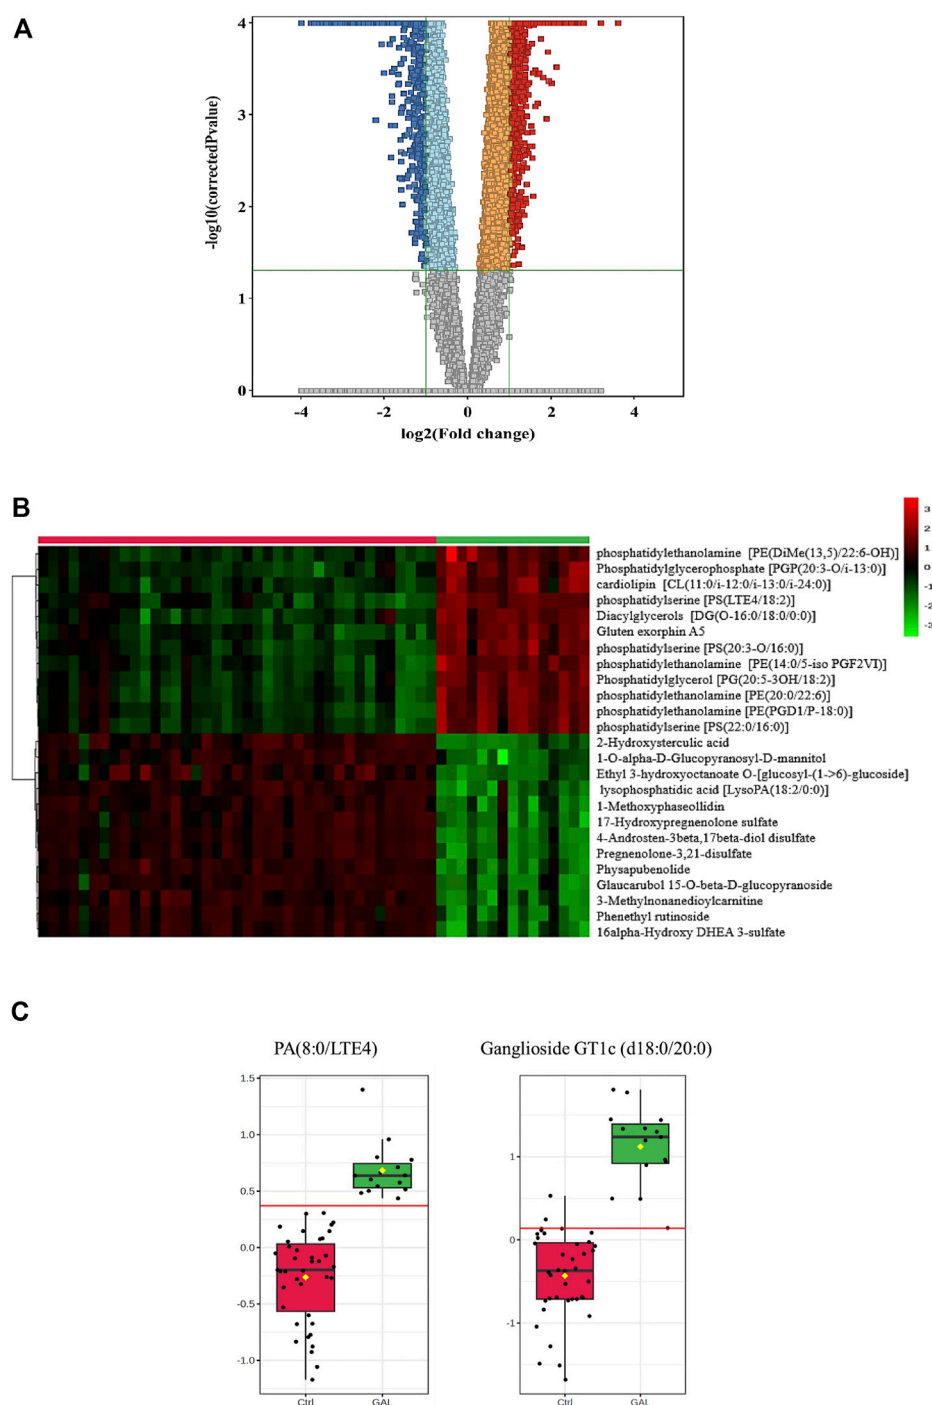 A
-log10(correctedPvalue)
4
3
2
1
0
-4 -2 0 2 4
log2(Fold change)
B
phosphatidylethanolamine [PE(DiMe(13,5)/22:6-OH)]
Phosphatidylglycerophosphate [PGP(20:3-O/i-13:0)]
cardiolipin [CL(11:0/i-12:0/i-13:0/i-24:0)]
phosphatidylserine [PS(LTE4/18:2)]
Diacylglycerols [DG(O-16:0/18:0/0:0)]
Gluten exorphin A5
phosphatidylserine [PS(20:3-O/16:0)]
phosphatidylethanolamine [PE(14:0/5-iso PGF2VI)]
Phosphatidylglycerol [PG(20:5-3OH/18:2)]
phosphatidylethanolamine [PE(20:0/22:6)]
phosphatidylethanolamine [PE(PGD1/P-18:0)]
phosphatidylserine [PS(22:0/16:0)]
2-Hydroxysterculic acid
1-O-alpha-D-Glucopyranosyl-D-mannitol
Ethyl 3-hydroxyoctanoate O-[glucosyl-(1->6)-glucoside]
lysophosphatidic acid [LysoPA(18:2/0:0)]
1-Methoxyphaseollidin
17-Hydroxypregnenolone sulfate
4-Androsten-3beta,17beta-diol disulfate
Pregnenolone-3,21-disulfate
Physapubenolide
Glaucarubol 15-O-beta-D-glucopyranoside
3-Methylnonanedioylcarnitine
Phenethyl rutinoside
16alpha-Hydroxy DHEA 3-sulfate
3
2
1
0
-1
-2
C
PA(8:0/LTE4)
1.5
1.0
0.5
0.0
-0.5
-1.0
Ctrl GAL
Ganglioside GT1c (d18:0/20:0)
1
0
-1
Ctrl GAL